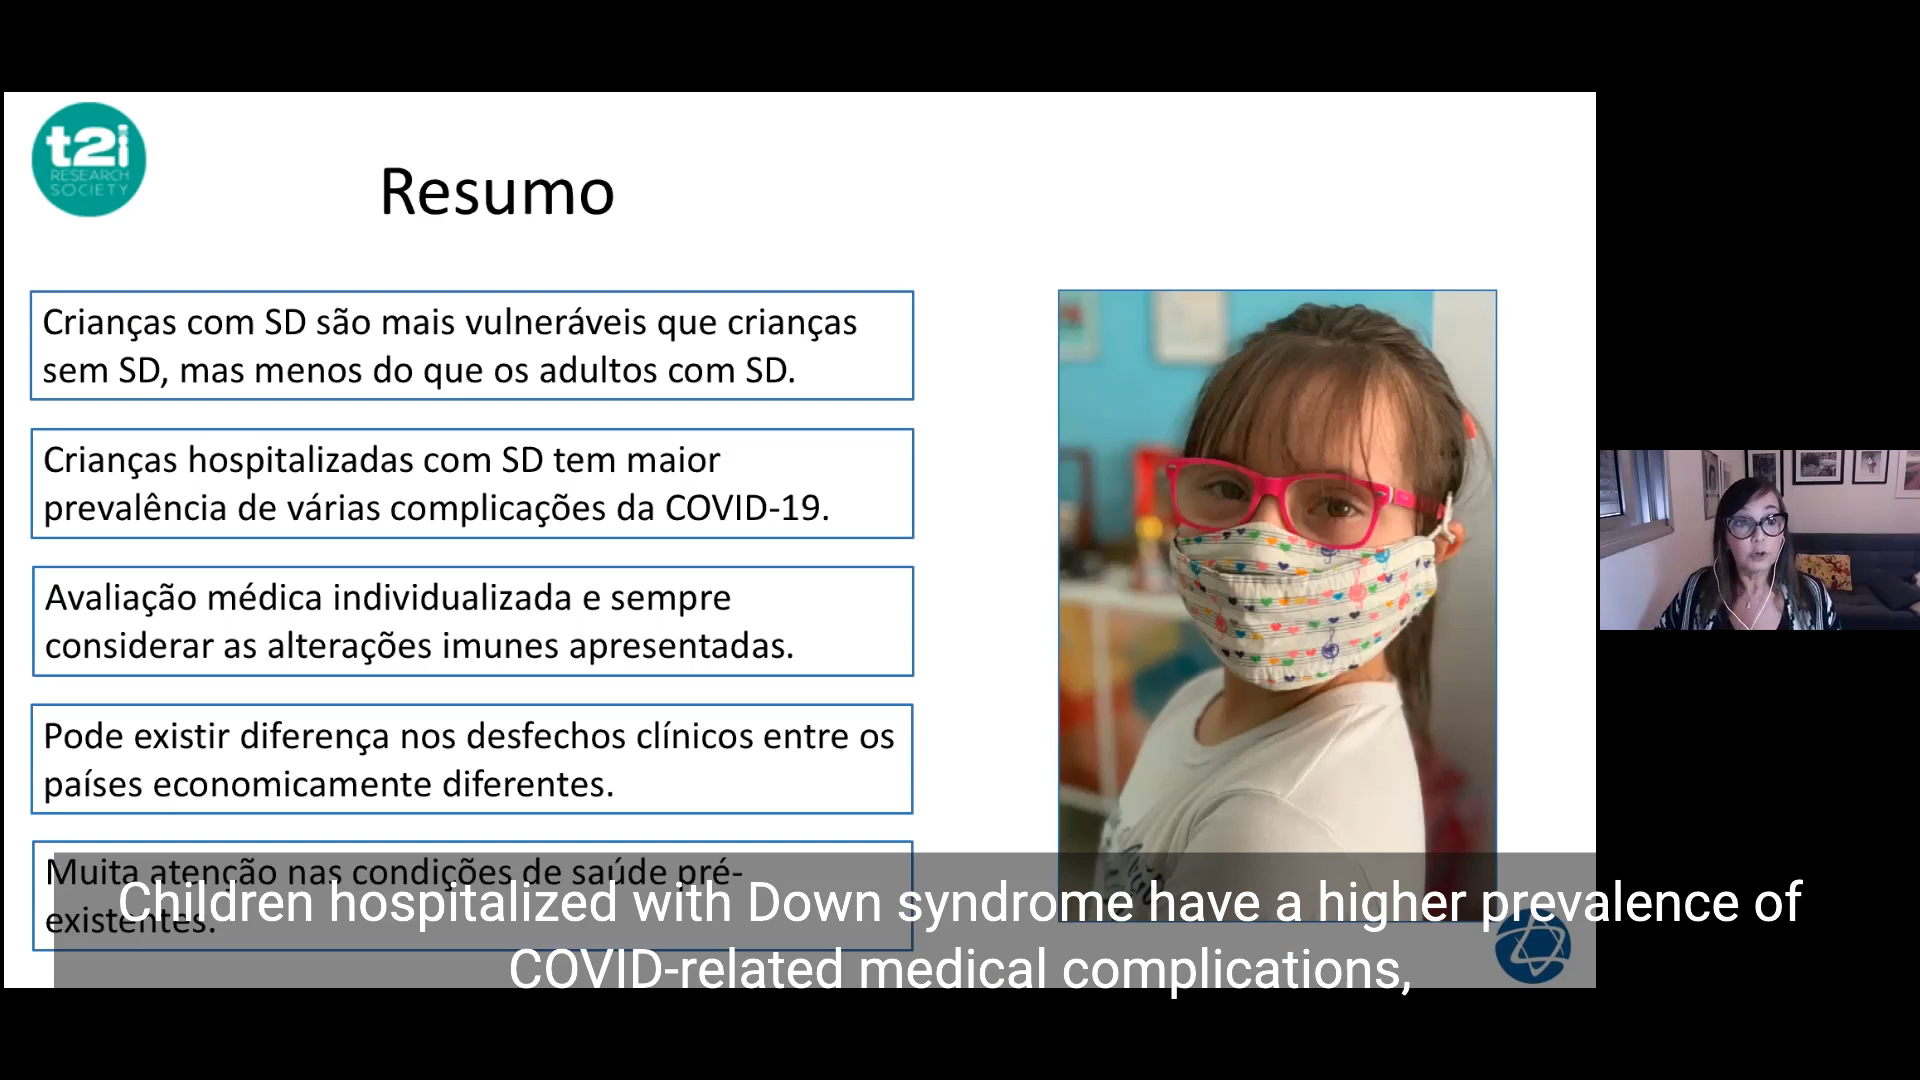 t2i
RESEARCH
SOCIETY
Resumo
Crianças com SD são mais vulneráveis que crianças
sem SD, mas menos do que os adultos com SD.
Crianças hospitalizadas com SD tem maior
prevalência de várias complicações da COVID-19.
Avaliação médica individualizada e sempre
considerar as alterações imunes apresentadas.
Pode existir diferença nos desfechos clínicos entre os
países economicamente diferentes.
Muita atenção nas condições de saúde pré-
existentes.
Children hospitalized with Down syndrome have a higher prevalence of
COVID-related medical complications,